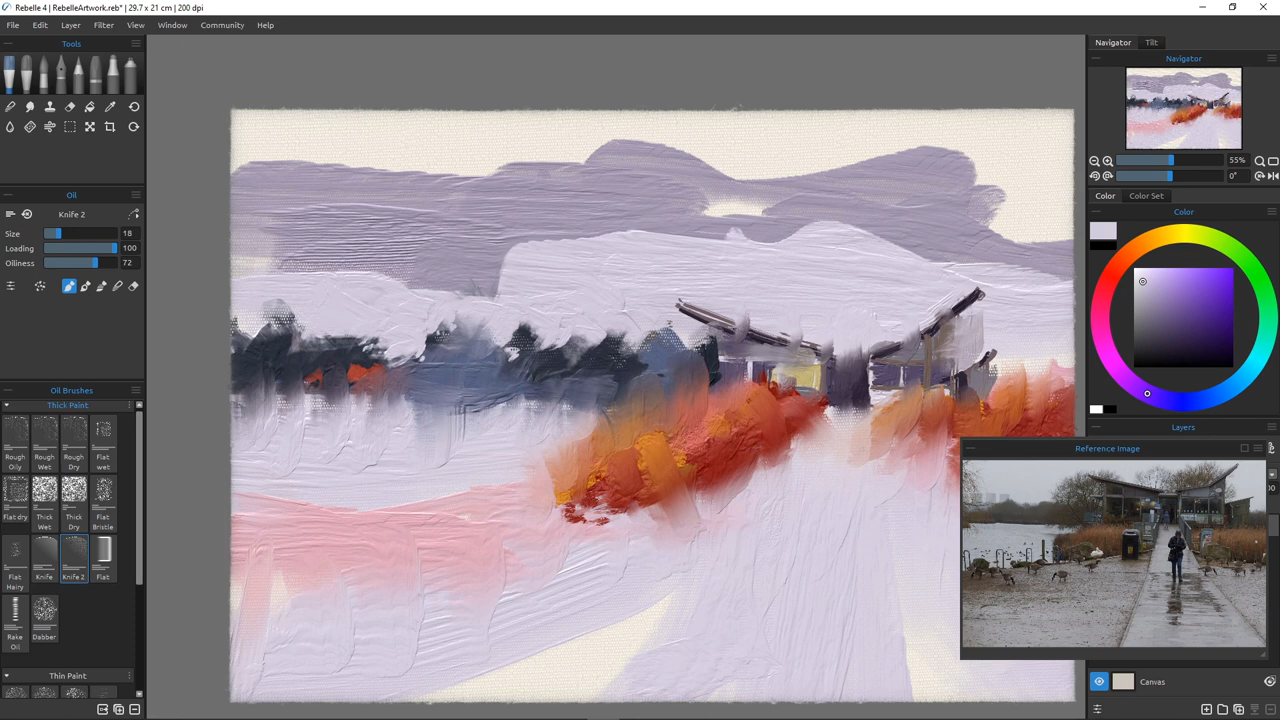 Rebelle 4 | RebelleArtwork.reb* | 29.7 x 21 cm | 200 dpi
File Edit Layer Filter View Window Community Help
Tools
Navigator Tilt
Navigator
55%
0°
Oil
Knife 2
Size 18
Loading 100
Oiliness 72
Color Color Set
Color
Oil Brushes
Thick Paint
Rough Oily
Rough Wet
Rough Dry
Flat wet
Flat dry
Thick Wet
Thick Dry
Flat Bristle
Flat Hairy
Knife
Knife 2
Flat
Rake Oil
Dabber
Thin Paint
Layers
Reference Image
00
Canvas